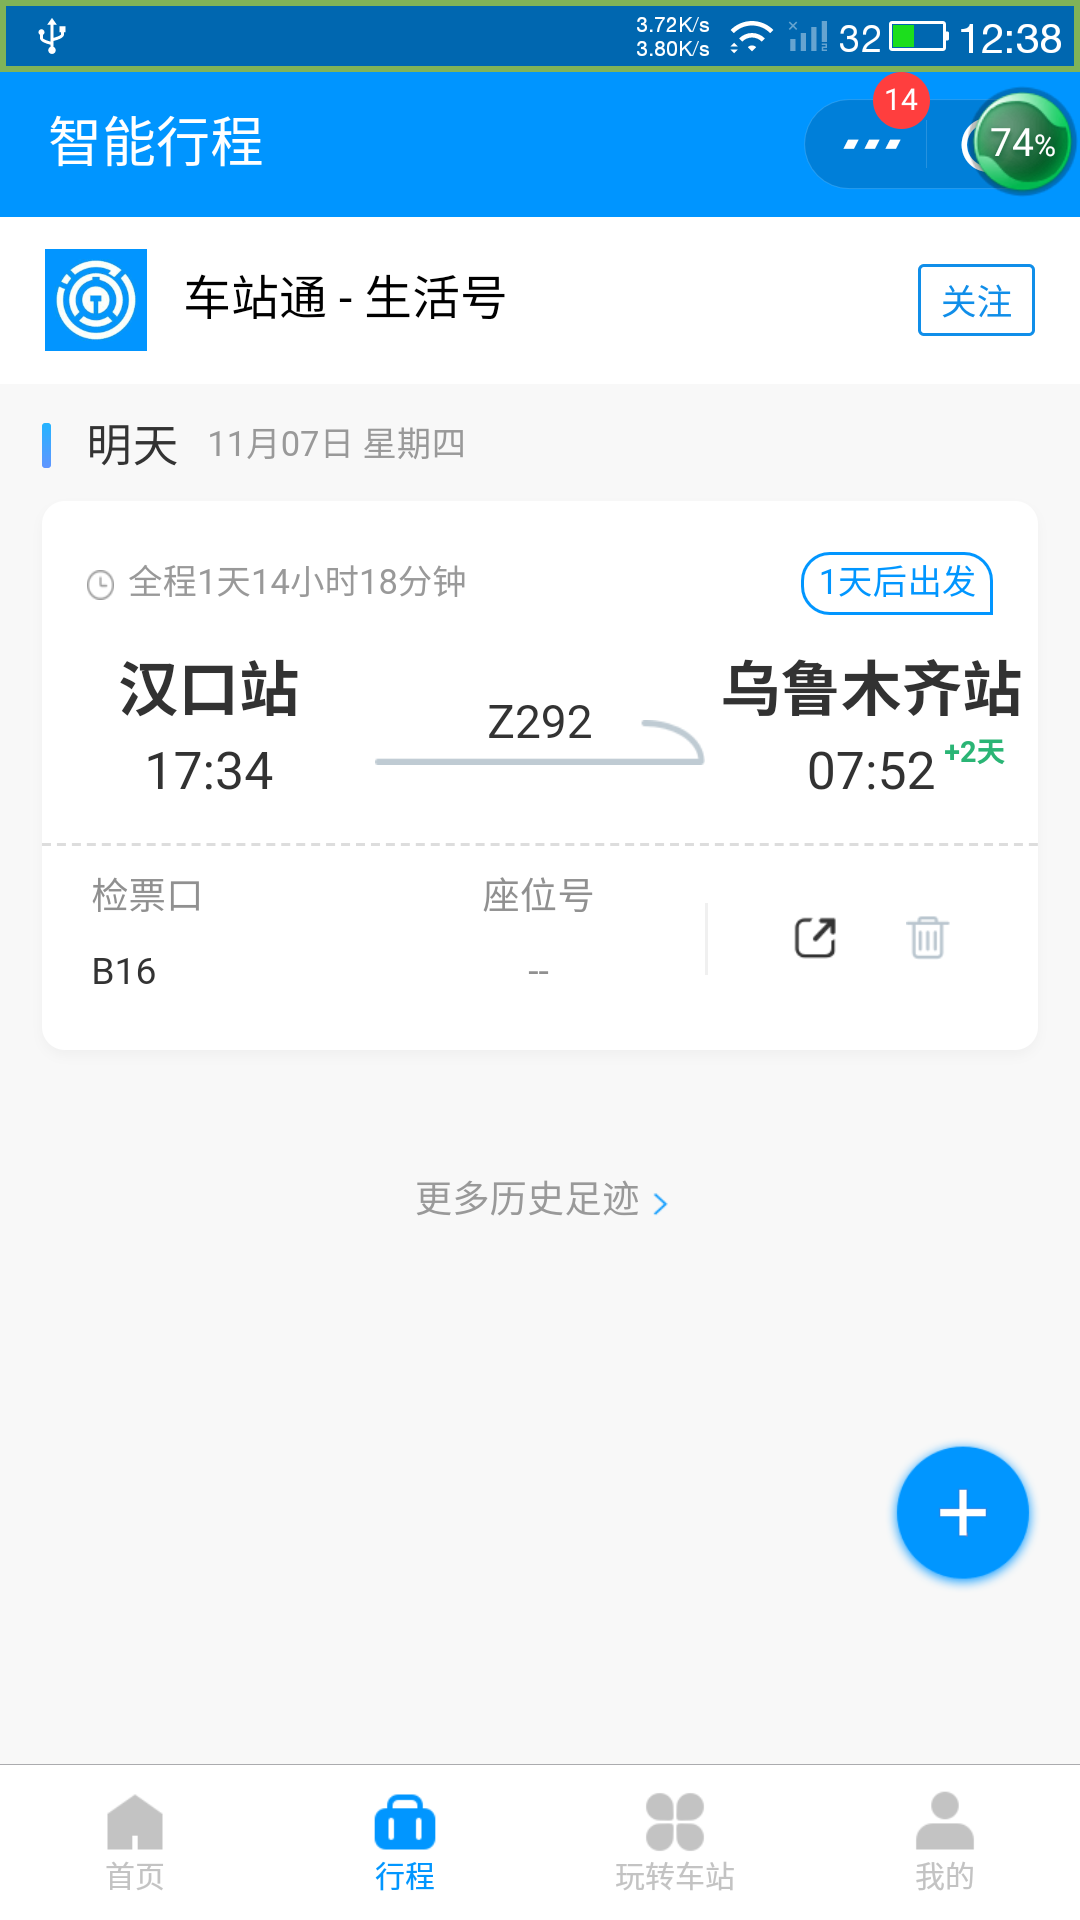 3.72K/s
3.80K/s
32
12:38
智能行程
14
74%
车站通 - 生活号
关注
明天 11月07日 星期四
全程1天14小时18分钟
1天后出发
汉口站
Z292
乌鲁木齐站
17:34
07:52 +2天
检票口
座位号
B16
--
更多历史足迹
首页
行程
玩转车站
我的